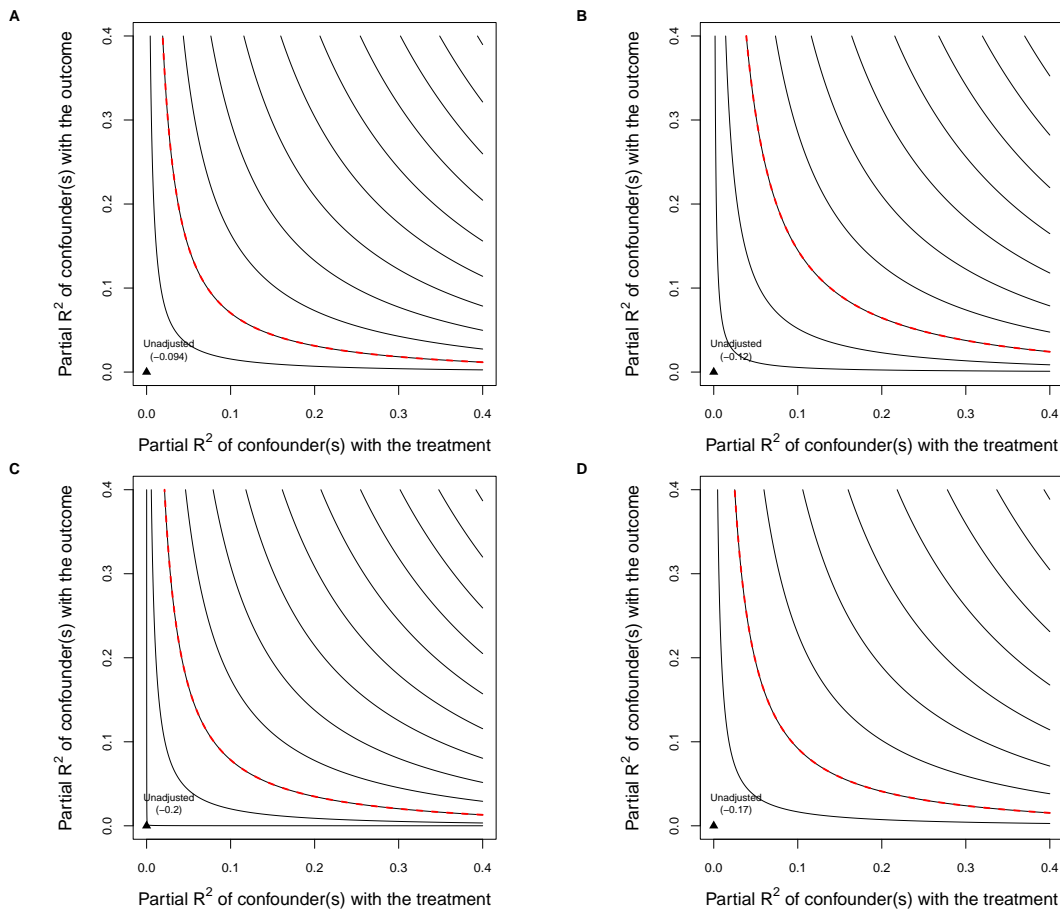 A
Partial R² of confounder(s) with the outcome
0.4
0.3
0.2
0.1
0.0
Unadjusted
(−0.094)
0.0 0.1 0.2 0.3 0.4
Partial R² of confounder(s) with the treatment
B
Partial R² of confounder(s) with the outcome
0.4
0.3
0.2
0.1
0.0
Unadjusted
(−0.12)
0.0 0.1 0.2 0.3 0.4
Partial R² of confounder(s) with the treatment
C
Partial R² of confounder(s) with the outcome
0.4
0.3
0.2
0.1
0.0
Unadjusted
(−0.2)
0.0 0.1 0.2 0.3 0.4
Partial R² of confounder(s) with the treatment
D
Partial R² of confounder(s) with the outcome
0.4
0.3
0.2
0.1
0.0
Unadjusted
(−0.17)
0.0 0.1 0.2 0.3 0.4
Partial R² of confounder(s) with the treatment